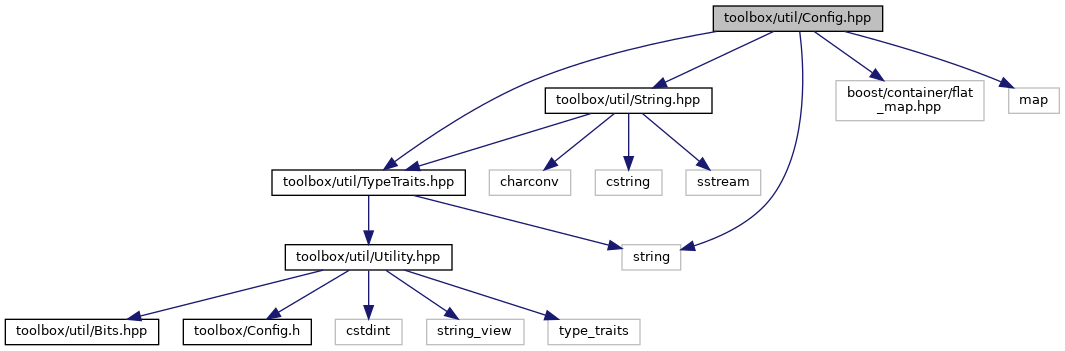 toolbox/util/Config.hpp
toolbox/util/String.hpp
boost/container/flat
_map.hpp
map
toolbox/util/TypeTraits.hpp
charconv
cstring
sstream
toolbox/util/Utility.hpp
string
toolbox/util/Bits.hpp
toolbox/Config.h
cstdint
string_view
type_traits